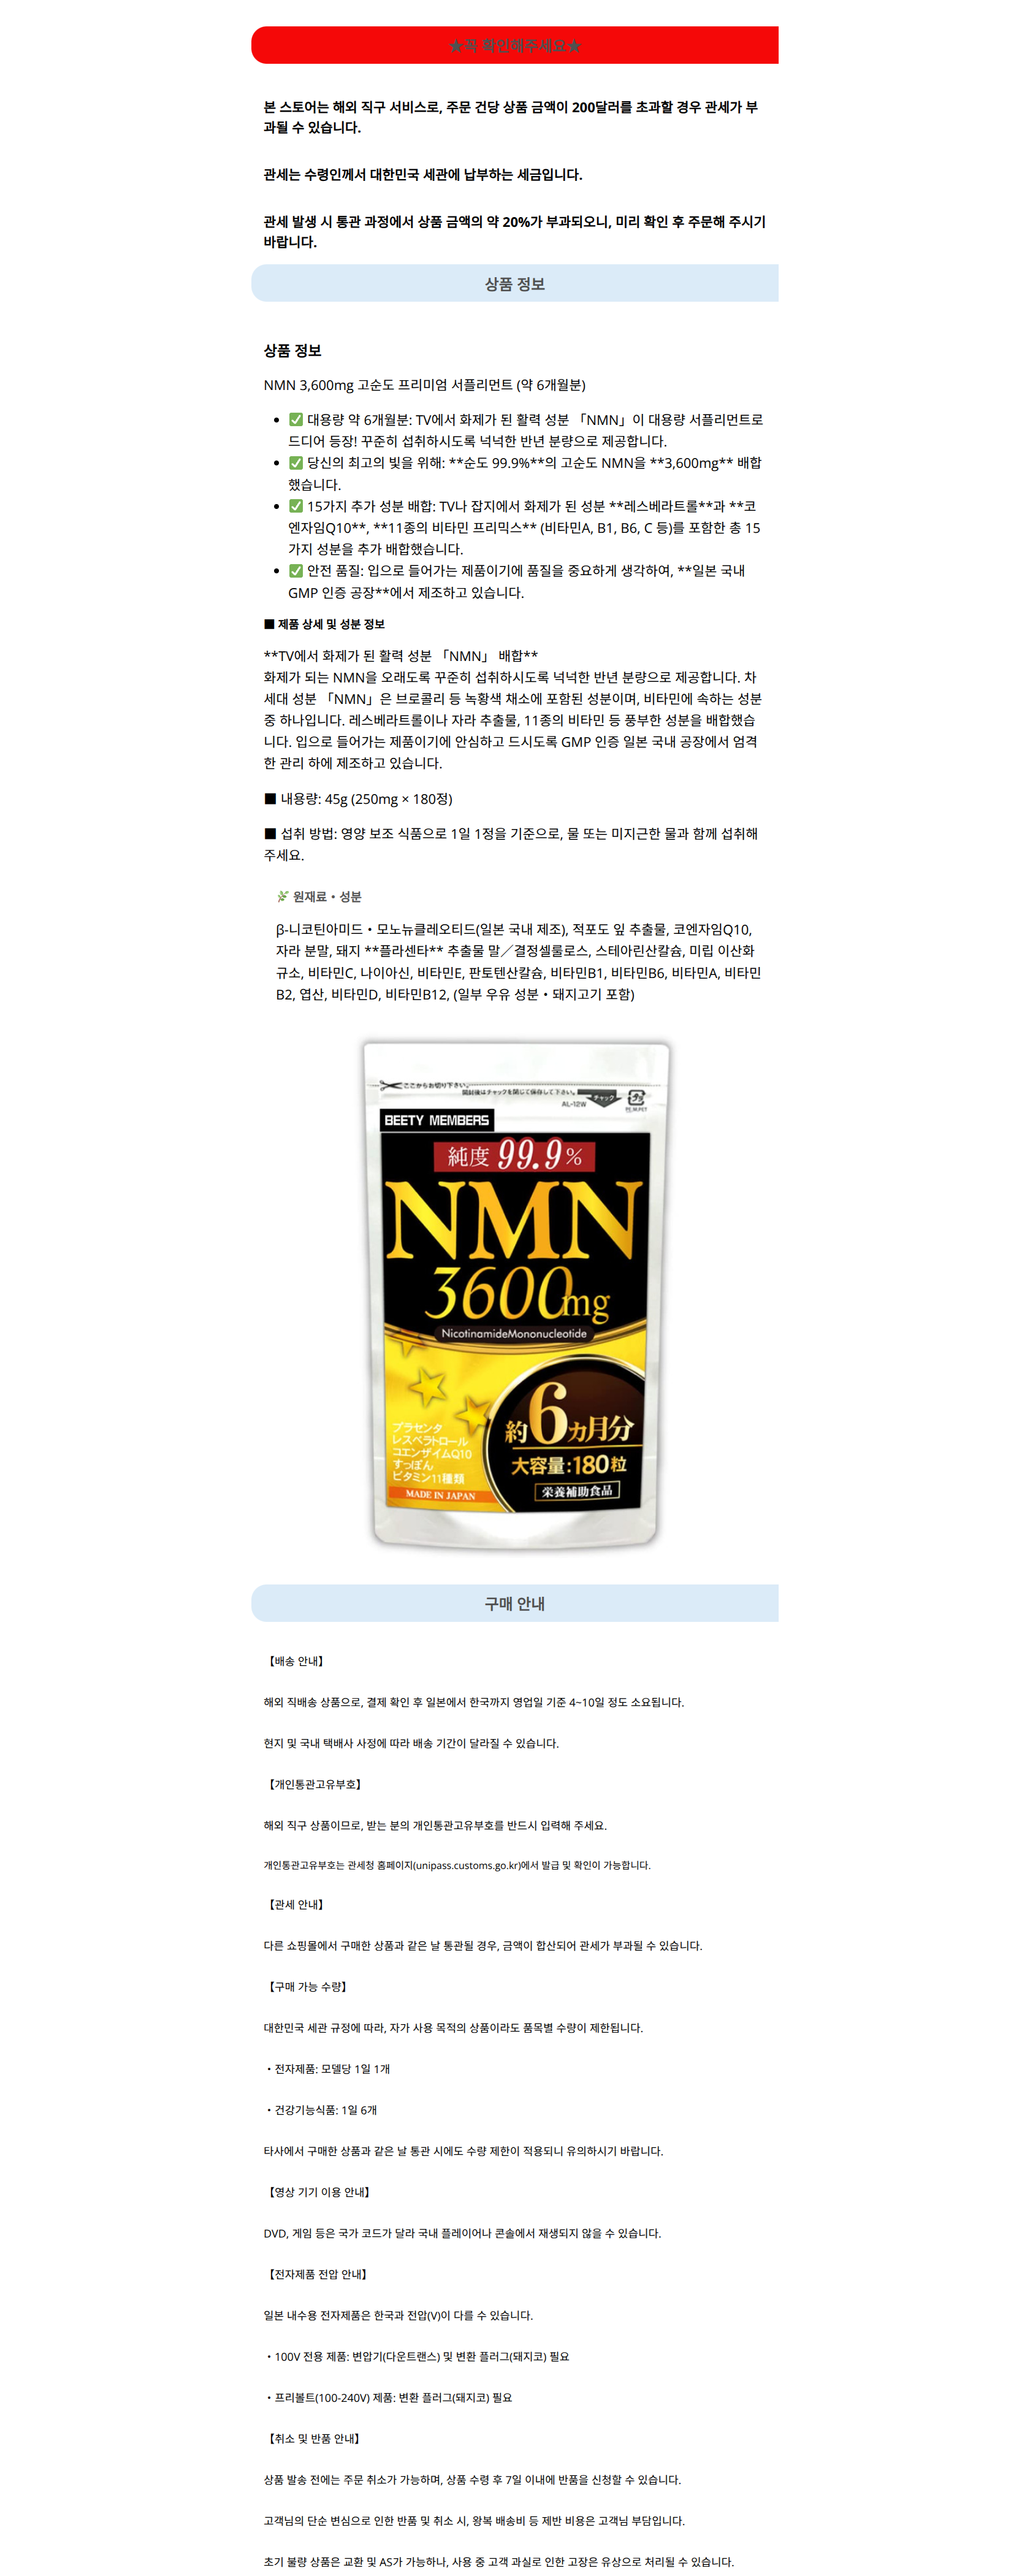 ★꼭 확인해주세요★
본 스토어는 해외 직구 서비스로, 주문 건당 상품 금액이 200달러를 초과할 경우 관세가 부
과될 수 있습니다.
관세는 수령인께서 대한민국 세관에 납부하는 세금입니다.
관세 발생 시 통관 과정에서 상품 금액의 약 20%가 부과되오니, 미리 확인 후 주문해 주시기
바랍니다.
상품 정보
상품 정보
NMN 3,600mg 고순도 프리미엄 서플리먼트 (약 6개월분)
• ✅ 대용량 약 6개월분: TV에서 화제가 된 활력 성분 「NMN」이 대용량 서플리먼트로
드디어 등장! 꾸준히 섭취하시도록 넉넉한 반년 분량으로 제공합니다.
• ✅ 당신의 최고의 빛을 위해: **순도 99.9%**의 고순도 NMN을 **3,600mg** 배합
했습니다.
• ✅ 15가지 추가 성분 배합: TV나 잡지에서 화제가 된 성분 **레스베라트롤**과 **코
엔자임Q10**, **11종의 비타민 프리믹스** (비타민A, B1, B6, C 등)를 포함한 총 15
가지 성분을 추가 배합했습니다.
• ✅ 안전 품질: 입으로 들어가는 제품이기에 품질을 중요하게 생각하여, **일본 국내
GMP 인증 공장**에서 제조하고 있습니다.
■ 제품 상세 및 성분 정보
**TV에서 화제가 된 활력 성분 「NMN」 배합**
화제가 되는 NMN을 오래도록 꾸준히 섭취하시도록 넉넉한 반년 분량으로 제공합니다. 차
세대 성분 「NMN」은 브로콜리 등 녹황색 채소에 포함된 성분이며, 비타민에 속하는 성분
중 하나입니다. 레스베라트롤이나 자라 추출물, 11종의 비타민 등 풍부한 성분을 배합했습
니다. 입으로 들어가는 제품이기에 안심하고 드시도록 GMP 인증 일본 국내 공장에서 엄격
한 관리 하에 제조하고 있습니다.
■ 내용량: 45g (250mg × 180정)
■ 섭취 방법: 영양 보조 식품으로 1일 1정을 기준으로, 물 또는 미지근한 물과 함께 섭취해
주세요.
🌿 원재료・성분
β-니코틴아미드・모노뉴클레오티드(일본 국내 제조), 적포도 잎 추출물, 코엔자임Q10,
자라 분말, 돼지 **플라센타** 추출물 말／결정셀룰로스, 스테아린산칼슘, 미립 이산화
규소, 비타민C, 나이아신, 비타민E, 판토텐산칼슘, 비타민B1, 비타민B6, 비타민A, 비타민
B2, 엽산, 비타민D, 비타민B12, (일부 우유 성분・돼지고기 포함)
ここからお切り下さい。
開封後はチャックを閉じて保存して下さい。
チャック
AL-12W
BEETY MEMBERS
純度 99.9%
NMN
3600mg
NicotinamideMononucleotide
約6カ月分
大容量:180粒
栄養補助食品
プラセンタ
レスベラトロール
コエンザイムQ10
すっぽん
ビタミン11種類
MADE IN JAPAN
구매 안내
【배송 안내】
해외 직배송 상품으로, 결제 확인 후 일본에서 한국까지 영업일 기준 4~10일 정도 소요됩니다.
현지 및 국내 택배사 사정에 따라 배송 기간이 달라질 수 있습니다.
【개인통관고유부호】
해외 직구 상품이므로, 받는 분의 개인통관고유부호를 반드시 입력해 주세요.
개인통관고유부호는 관세청 홈페이지(unipass.customs.go.kr)에서 발급 및 확인이 가능합니다.
【관세 안내】
다른 쇼핑몰에서 구매한 상품과 같은 날 통관될 경우, 금액이 합산되어 관세가 부과될 수 있습니다.
【구매 가능 수량】
대한민국 세관 규정에 따라, 자가 사용 목적의 상품이라도 품목별 수량이 제한됩니다.
・전자제품: 모델당 1일 1개
・건강기능식품: 1일 6개
타사에서 구매한 상품과 같은 날 통관 시에도 수량 제한이 적용되니 유의하시기 바랍니다.
【영상 기기 이용 안내】
DVD, 게임 등은 국가 코드가 달라 국내 플레이어나 콘솔에서 재생되지 않을 수 있습니다.
【전자제품 전압 안내】
일본 내수용 전자제품은 한국과 전압(V)이 다를 수 있습니다.
・100V 전용 제품: 변압기(다운트랜스) 및 변환 플러그(돼지코) 필요
・프리볼트(100-240V) 제품: 변환 플러그(돼지코) 필요
【취소 및 반품 안내】
상품 발송 전에는 주문 취소가 가능하며, 상품 수령 후 7일 이내에 반품을 신청할 수 있습니다.
고객님의 단순 변심으로 인한 반품 및 취소 시, 왕복 배송비 등 제반 비용은 고객님 부담입니다.
초기 불량 상품은 교환 및 AS가 가능하나, 사용 중 고객 과실로 인한 고장은 유상으로 처리될 수 있습니다.